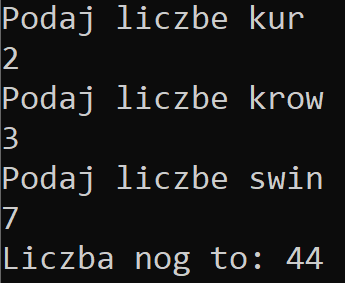 Podaj liczbe kur
2
Podaj liczbe krow
3
Podaj liczbe swin
7
Liczba nog to: 44